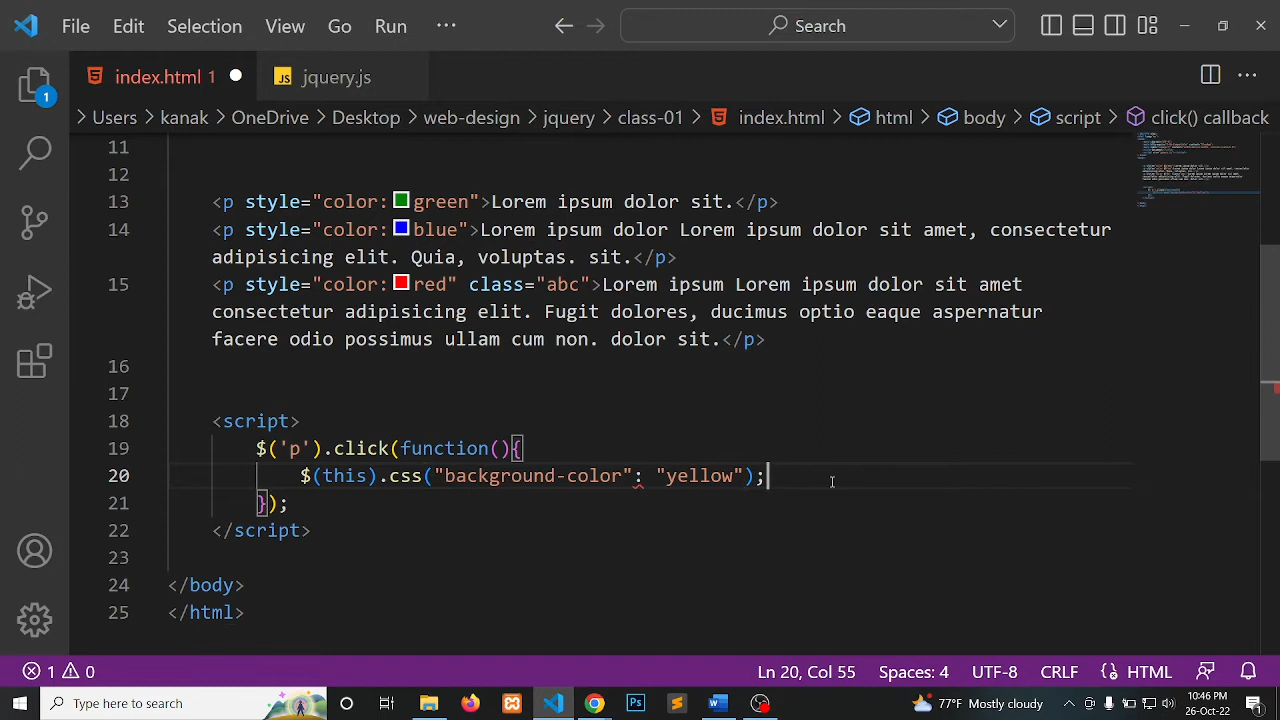 File Edit Selection View Go Run ··· Search
index.html 1 JS jquery.js
Users > kanak > OneDrive > Desktop > web-design > jquery > class-01 > index.html > html > body > script > click() callback
1
11
12
13 <p style="color:green">Lorem ipsum dolor sit.</p>
14 <p style="color:blue">Lorem ipsum dolor Lorem ipsum dolor sit amet, consectetur
adipisicing elit. Quia, voluptas. sit.</p>
15 <p style="color:red" class="abc">Lorem ipsum Lorem ipsum dolor sit amet
consectetur adipisicing elit. Fugit dolores, ducimus optio eaque aspernatur
facere odio possimus ullam cum non. dolor sit.</p>
16
17
18 <script>
19 $('p').click(function(){
20 $(this).css("background-color": "yellow");
21 });
22 </script>
23
24 </body>
25 </html>
1 0 Ln 20, Col 55 Spaces: 4 UTF-8 CRLF HTML
Type here to search Ps W 77°F Mostly cloudy 10:46 PM
26-Oct-22